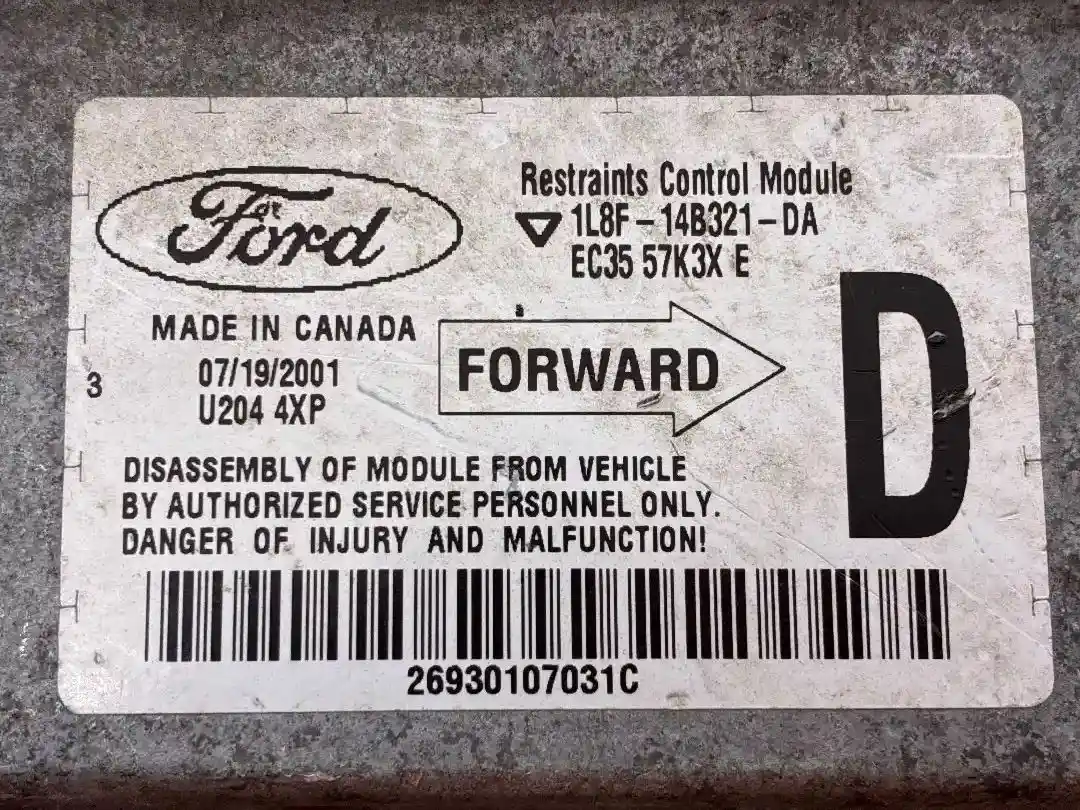 Ford
Restraints Control Module
1L8F-14B321-DA
EC35 57K3X E
MADE IN CANADA
07/19/2001
U204 4XP
3
FORWARD
D
DISASSEMBLY OF MODULE FROM VEHICLE
BY AUTHORIZED SERVICE PERSONNEL ONLY.
DANGER OF INJURY AND MALFUNCTION!
26930107031C